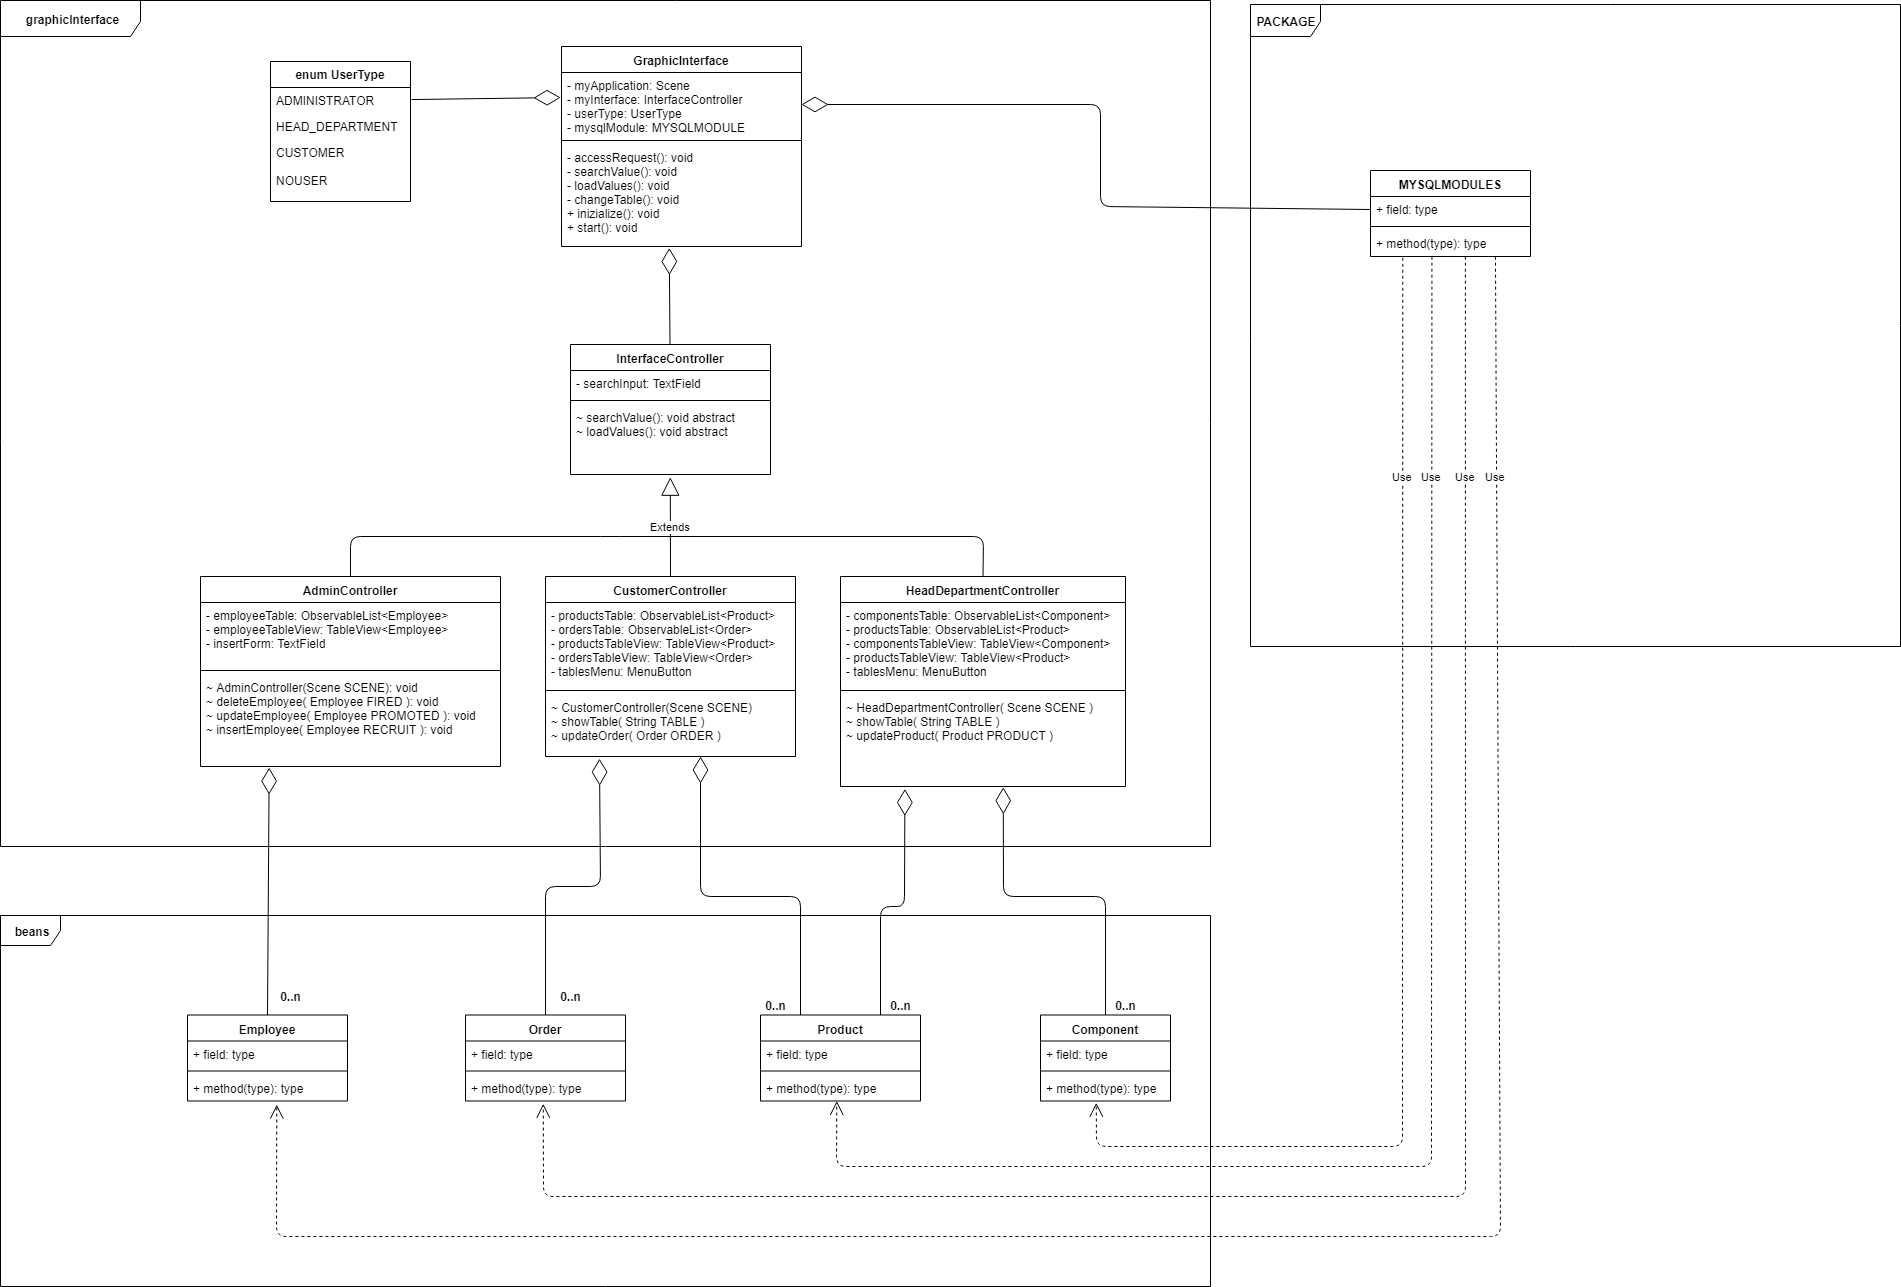 graphicInterface
PACKAGE
enum UserType
ADMINISTRATOR
HEAD_DEPARTMENT
CUSTOMER
NOUSER
GraphicInterface
- myApplication: Scene
- myInterface: InterfaceController
- userType: UserType
- mysqlModule: MYSQLMODULE
- accessRequest(): void
- searchValue(): void
- loadValues(): void
- changeTable(): void
+ inizialize(): void
+ start(): void
MYSQLMODULES
+ field: type
+ method(type): type
InterfaceController
- searchInput: TextField
~ searchValue(): void abstract
~ loadValues(): void abstract
Use
Use
Use
Use
Extends
AdminController
- employeeTable: ObservableList<Employee>
- employeeTableView: TableView<Employee>
- insertForm: TextField
~ AdminController(Scene SCENE): void
~ deleteEmployee( Employee FIRED ): void
~ updateEmployee( Employee PROMOTED ): void
~ insertEmployee( Employee RECRUIT ): void
CustomerController
- productsTable: ObservableList<Product>
- ordersTable: ObservableList<Order>
- productsTableView: TableView<Product>
- ordersTableView: TableView<Order>
- tablesMenu: MenuButton
~ CustomerController(Scene SCENE)
~ showTable( String TABLE )
~ updateOrder( Order ORDER )
HeadDepartmentController
- componentsTable: ObservableList<Component>
- productsTable: ObservableList<Product>
- componentsTableView: TableView<Component>
- productsTableView: TableView<Product>
- tablesMenu: MenuButton
~ HeadDepartmentController( Scene SCENE )
~ showTable( String TABLE )
~ updateProduct( Product PRODUCT )
beans
0..n
0..n
0..n
0..n
0..n
Employee
+ field: type
+ method(type): type
Order
+ field: type
+ method(type): type
Product
+ field: type
+ method(type): type
Component
+ field: type
+ method(type): type